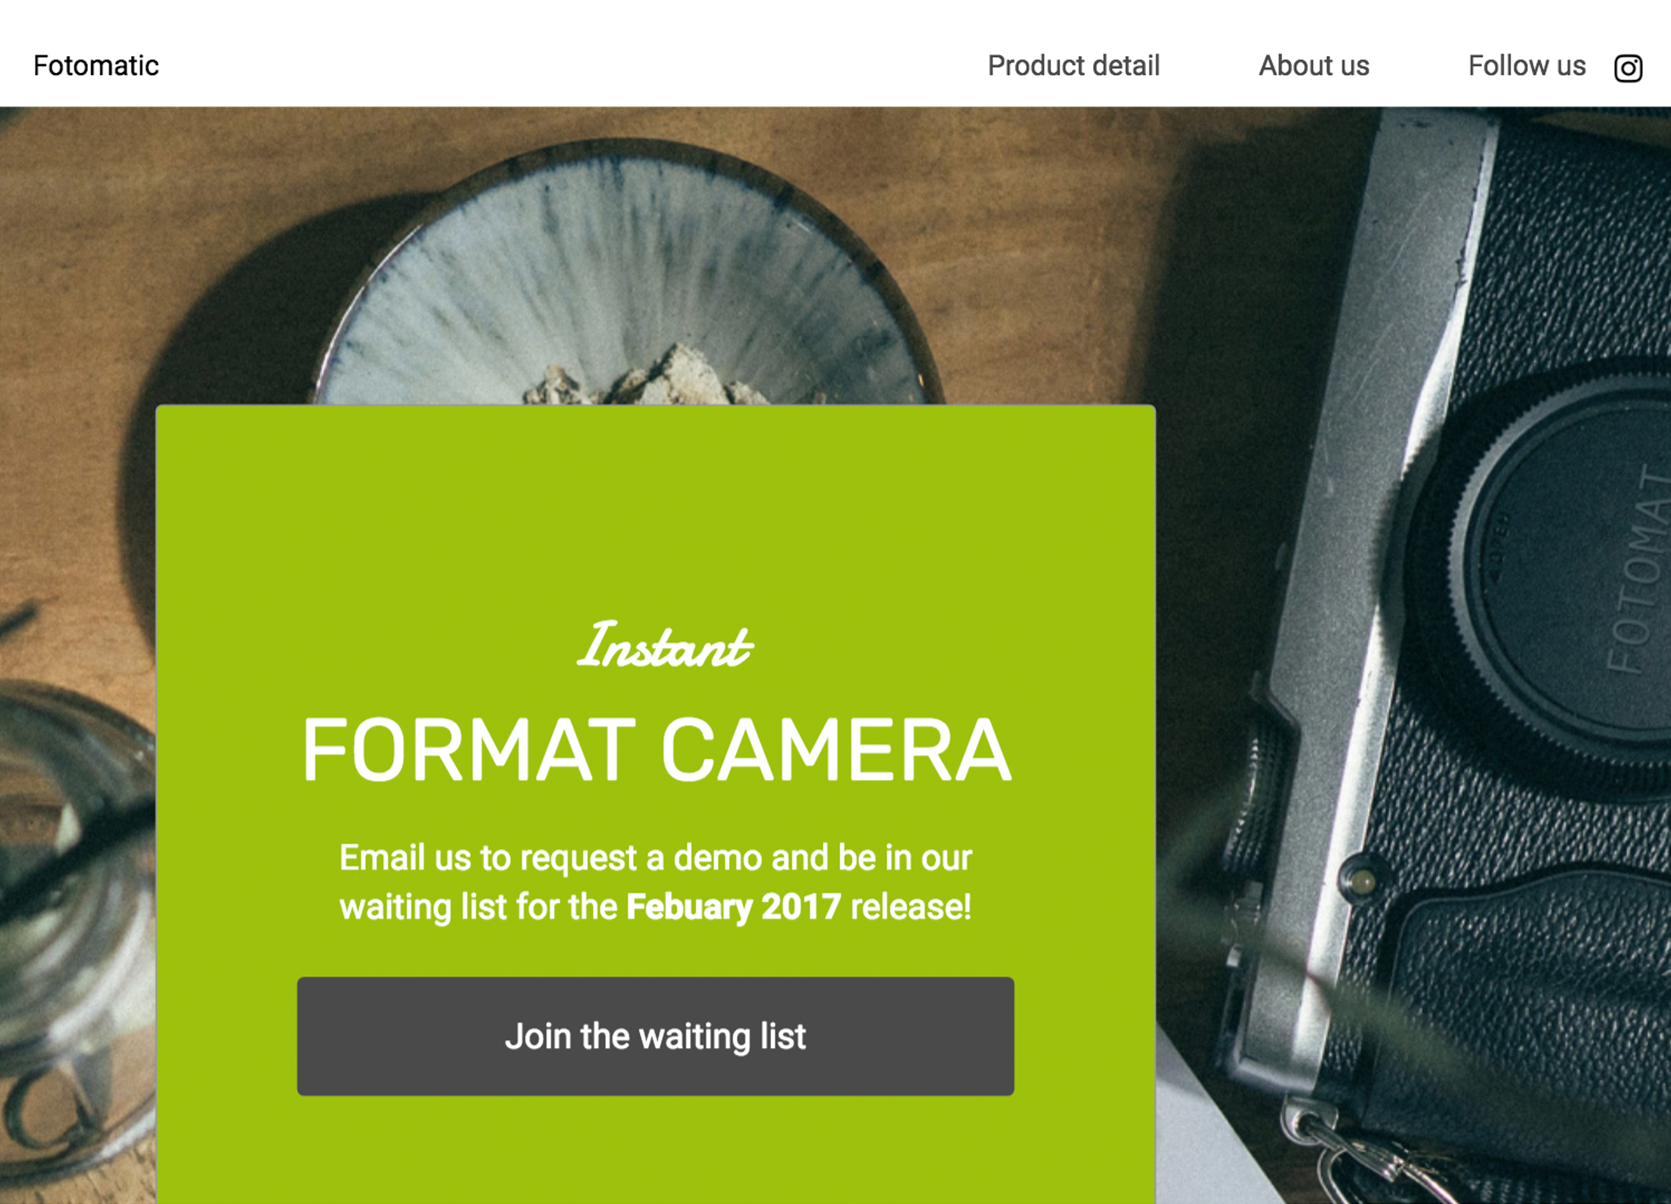 Fotomatic
Product detail
About us
Follow us
FOTOMAT
Instant
FORMAT CAMERA
Email us to request a demo and be in our
waiting list for the Febuary 2017 release!
Join the waiting list